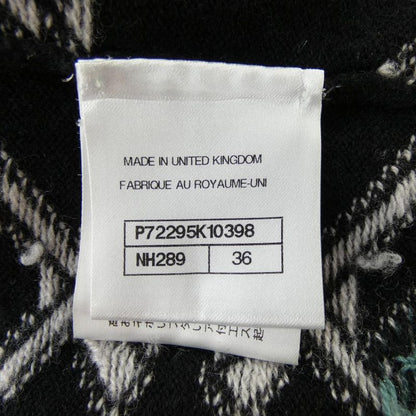 MADE IN UNITED KINGDOM
FABRIQUE AU ROYAUME-UNI
P72295K10398
NH289 36